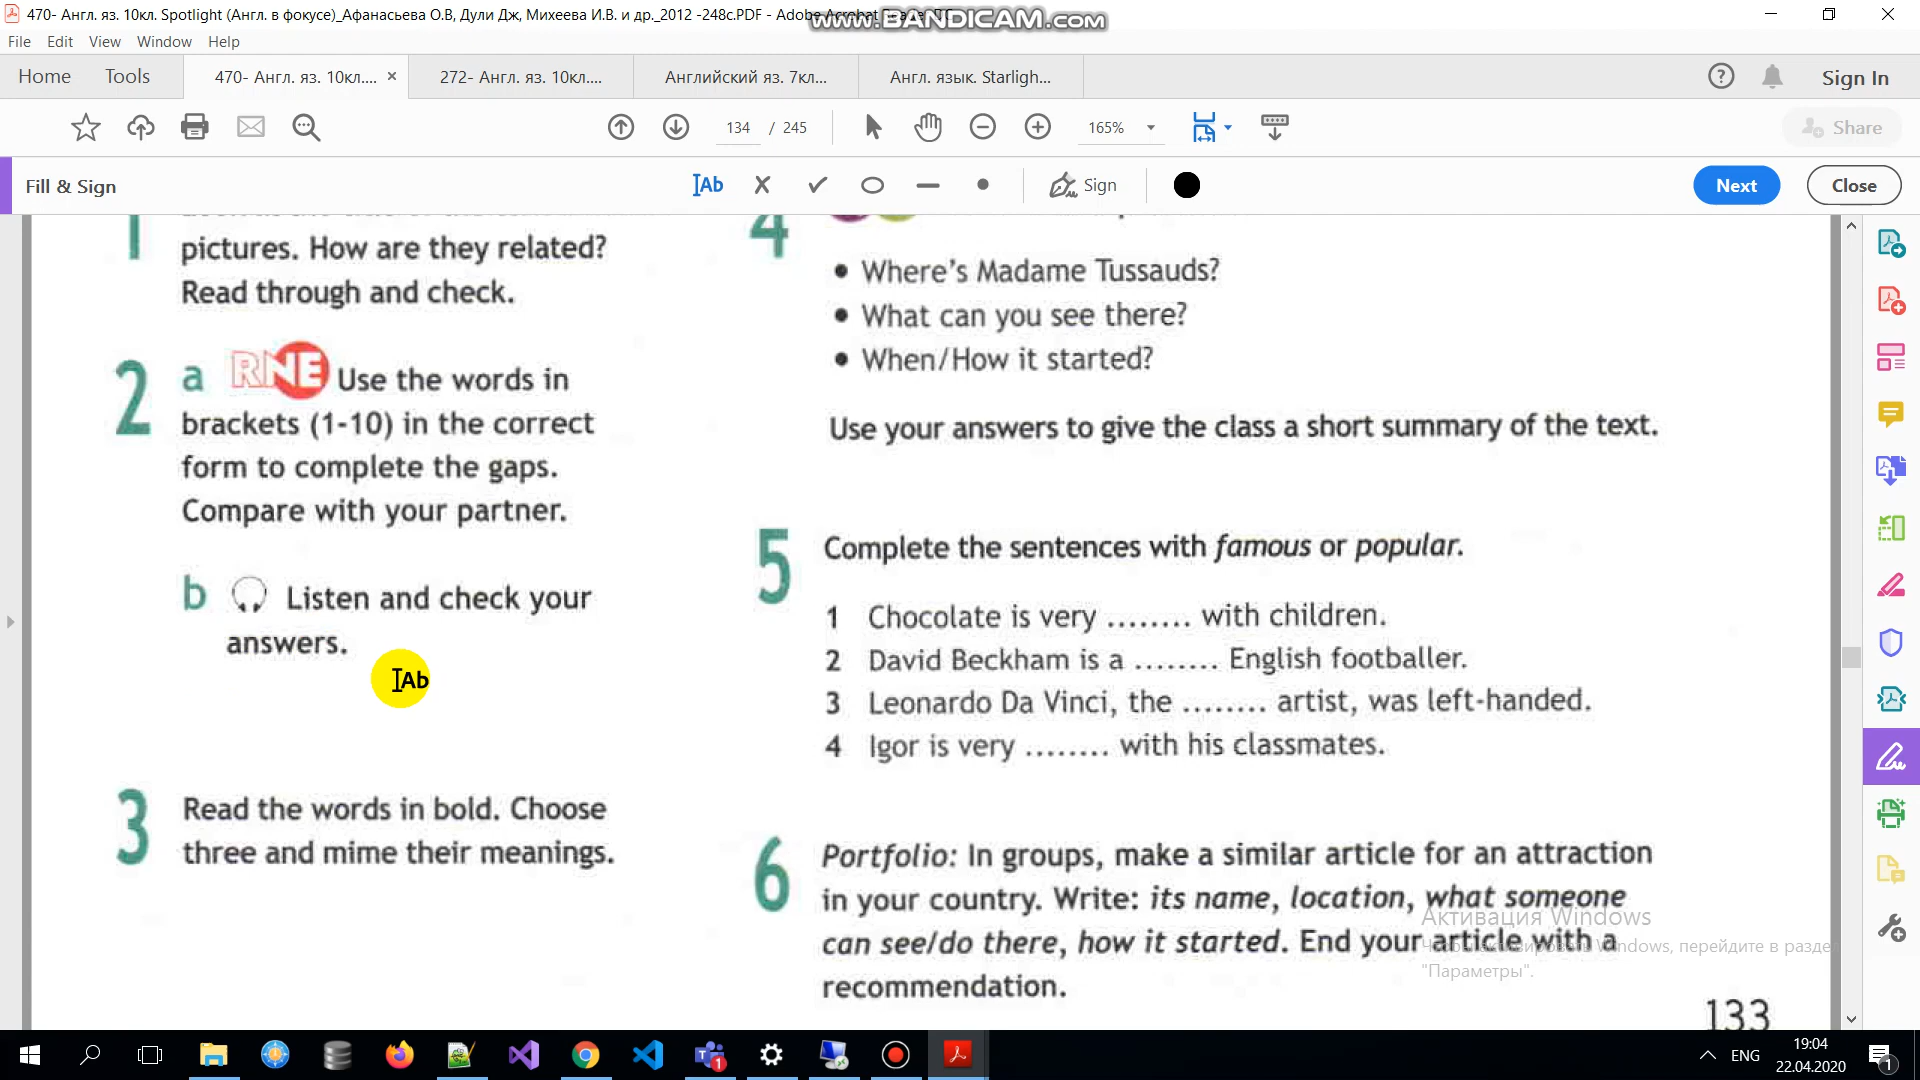 470- Англ. яз. 10кл. Spotlight (Англ. в фокусе)_Афанасьева О.В, Дули Дж, Михеева И.В. и др._2012 -248с.PDF - Adobe Acrobat
www.BANDICAM.com
File Edit View Window Help
Home Tools 470- Англ. яз. 10кл.... × 272- Англ. яз. 10кл.... Английский яз. 7кл... Англ. язык. Starligh... Sign In
134 / 245 165% Share
Fill & Sign Ab Sign Next Close
1
pictures. How are they related?
Read through and check.
2 a RNE Use the words in
brackets (1-10) in the correct
form to complete the gaps.
Compare with your partner.
b Listen and check your
answers.
Ab
3 Read the words in bold. Choose
three and mime their meanings.
4
• Where's Madame Tussauds?
• What can you see there?
• When/How it started?
Use your answers to give the class a short summary of the text.
5 Complete the sentences with famous or popular.
1 Chocolate is very ........ with children.
2 David Beckham is a ........ English footballer.
3 Leonardo Da Vinci, the ........ artist, was left-handed.
4 Igor is very ........ with his classmates.
6 Portfolio: In groups, make a similar article for an attraction
in your country. Write: its name, location, what someone
can see/do there, how it started. End your article with a
recommendation.
Активация Windows
Windows, перейдите в раздел
"Параметры".
133
ENG
19:04
22.04.2020
1
1